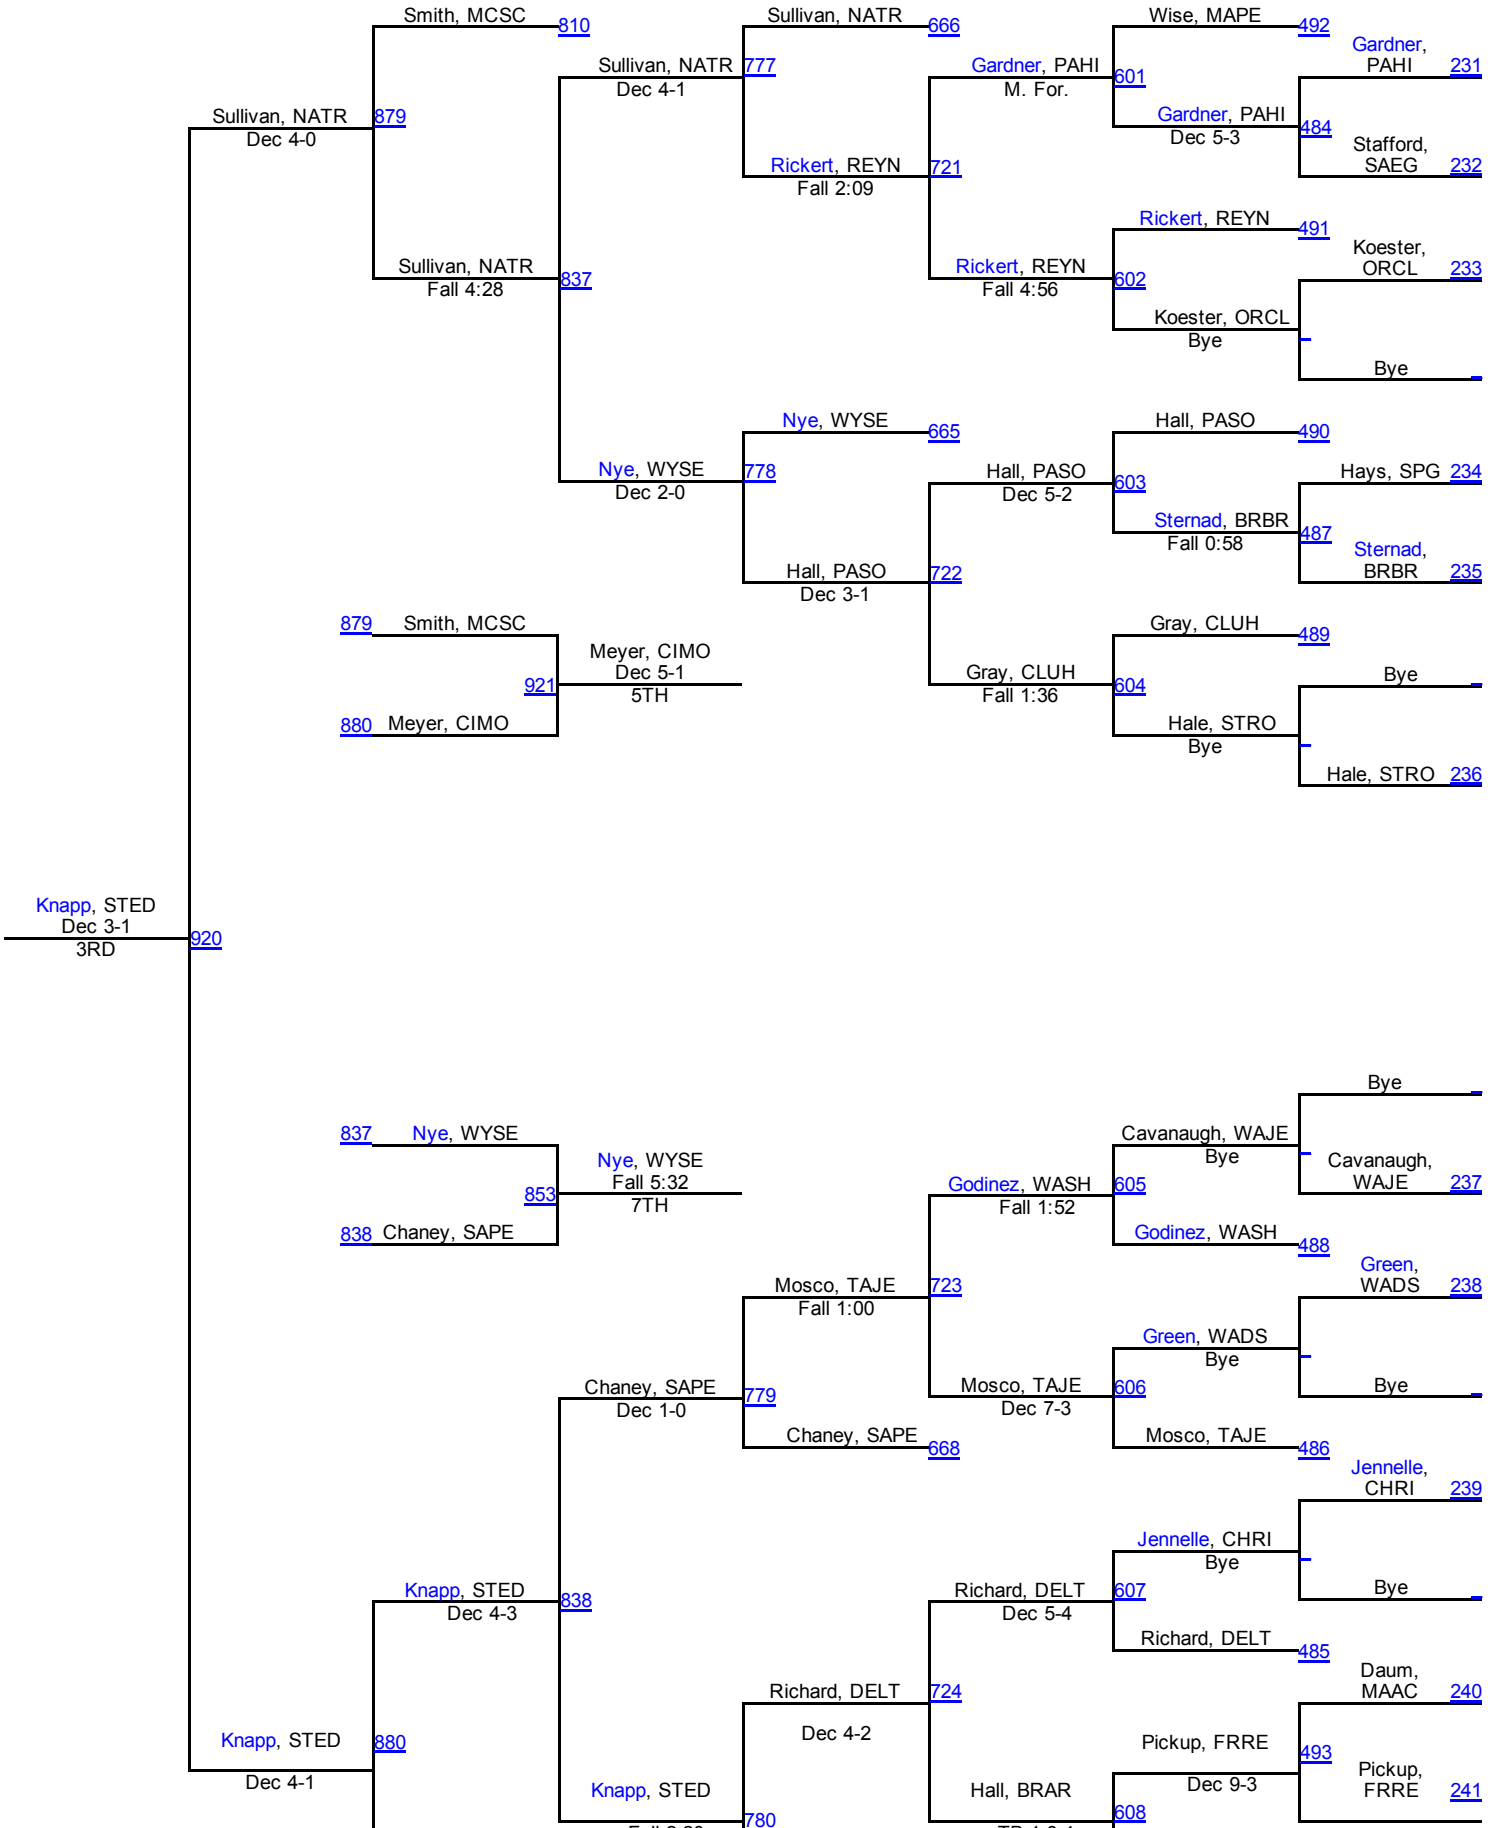 Smith, MCSC
810
Sullivan, NATR
666
Wise, MAPE
492
Gardner,
PAHI 231
Sullivan, NATR
777
Dec 4-1
Gardner, PAHI
601
M. For.
Gardner, PAHI
484
Dec 5-3
Sullivan, NATR
879
Dec 4-0
Stafford,
SAEG 232
Rickert, REYN
721
Fall 2:09
Rickert, REYN
491
Koester,
ORCL 233
Sullivan, NATR
837
Fall 4:28
Rickert, REYN
602
Fall 4:56
Koester, ORCL
Bye
Bye
Nye, WYSE
665
Hall, PASO
490
Nye, WYSE
778
Dec 2-0
Hall, PASO
603
Dec 5-2
Hays, SPG 234
Sternad, BRBR
487
Fall 0:58
Sternad,
BRBR 235
Hall, PASO
722
Dec 3-1
879 Smith, MCSC
Gray, CLUH
489
Meyer, CIMO
Dec 5-1
921
5TH
Gray, CLUH
604
Fall 1:36
Bye
880 Meyer, CIMO
Hale, STRO
Bye
Hale, STRO 236
Knapp, STED
Dec 3-1
920
3RD
Bye
837 Nye, WYSE
Cavanaugh, WAJE
Bye
Nye, WYSE
Fall 5:32
853
7TH
Cavanaugh,
WAJE 237
Godinez, WASH
605
Fall 1:52
838 Chaney, SAPE
Godinez, WASH
488
Green,
WADS 238
Mosco, TAJE
723
Fall 1:00
Green, WADS
Bye
Chaney, SAPE
779
Dec 1-0
Mosco, TAJE
606
Dec 7-3
Bye
Chaney, SAPE
668
Mosco, TAJE
486
Jennelle,
CHRI 239
Jennelle, CHRI
Bye
Knapp, STED
838
Dec 4-3
Richard, DELT
607
Dec 5-4
Bye
Richard, DELT
485
Daum,
MAAC 240
Richard, DELT
724
Dec 4-2
Knapp, STED
880
Dec 4-1
Pickup, FRRE
493
Dec 9-3
Pickup,
FRRE 241
Knapp, STED
780
Hall, BRAR
608